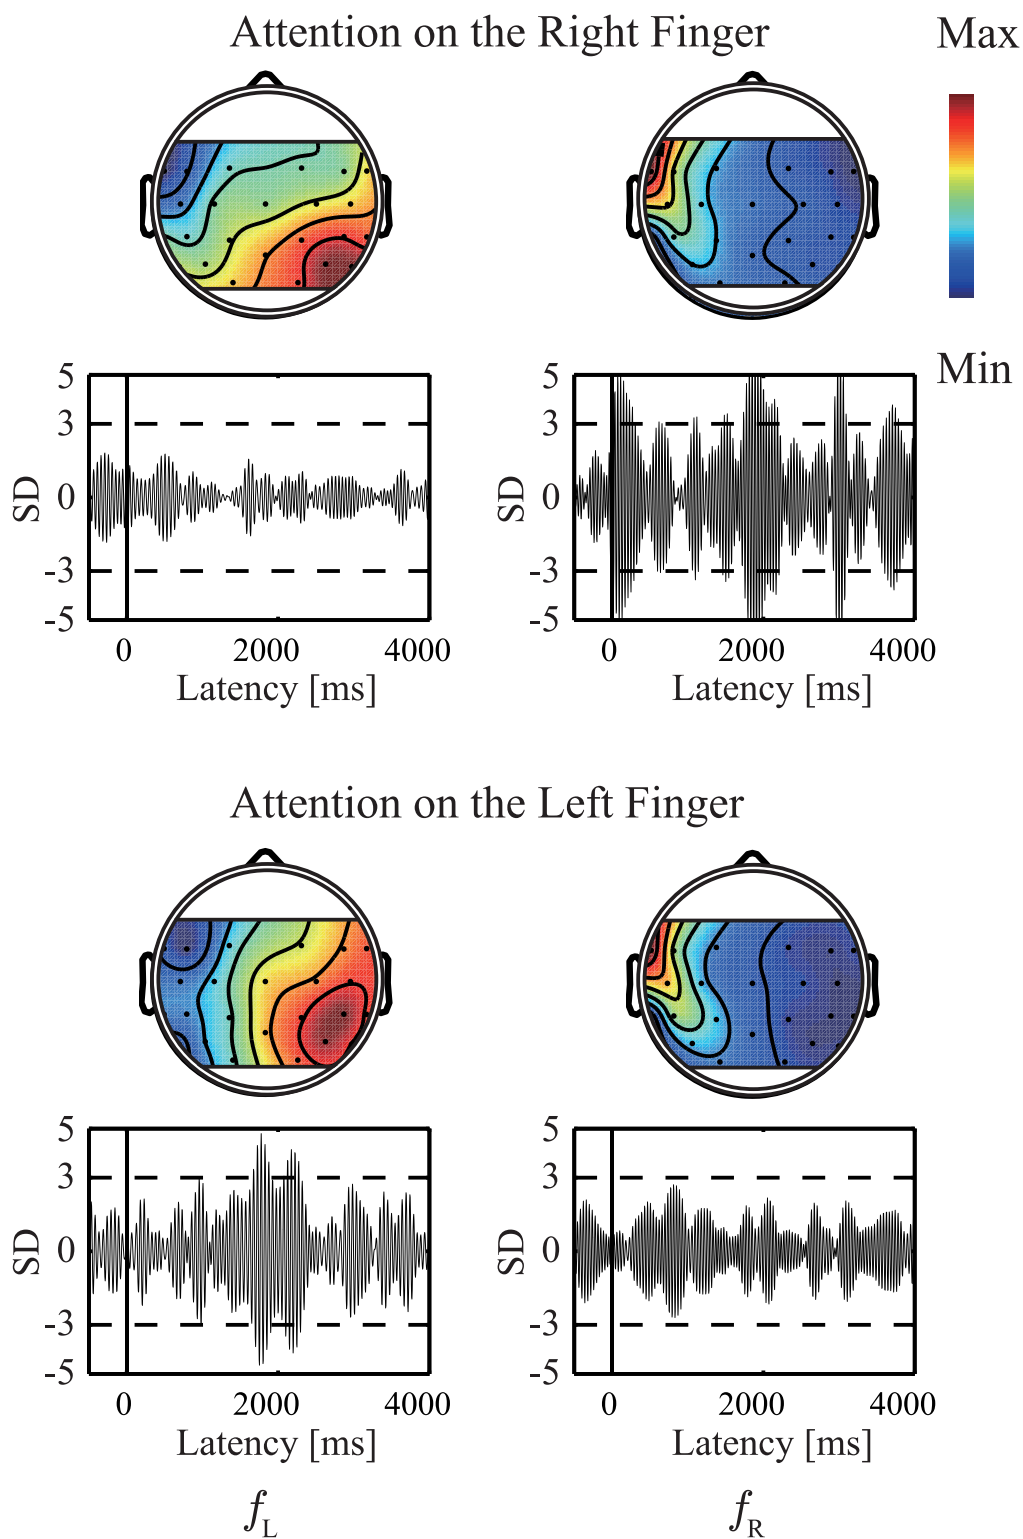 Attention on the Right Finger
Max
Min
5
3
0
-3
-5
SD
0 2000 4000
Latency [ms]
5
3
0
-3
-5
SD
0 2000 4000
Latency [ms]
Attention on the Left Finger
5
3
0
-3
-5
SD
0 2000 4000
Latency [ms]
5
3
0
-3
-5
SD
0 2000 4000
Latency [ms]
fL
fR